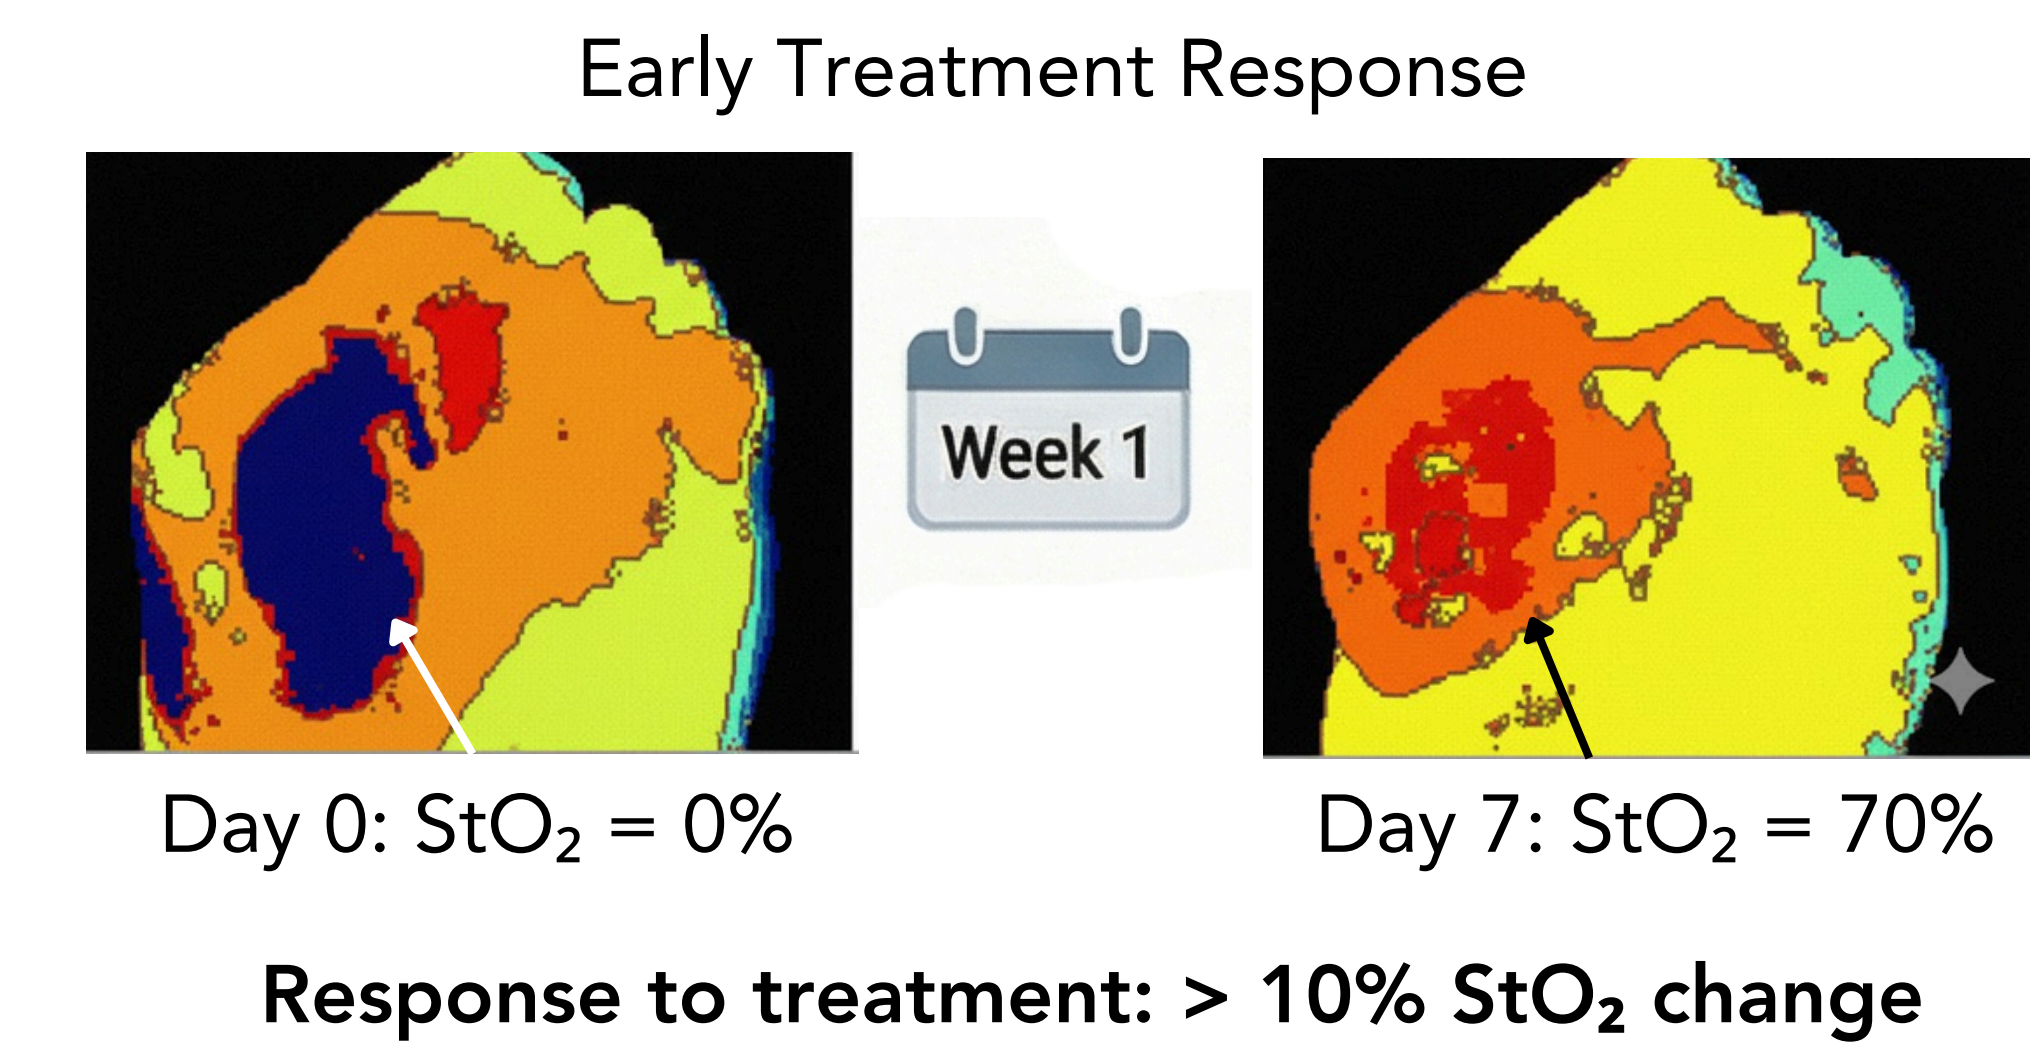 Early Treatment Response
Week 1
Day 0: StO₂ = 0%
Day 7: StO₂ = 70%
Response to treatment: > 10% StO₂ change